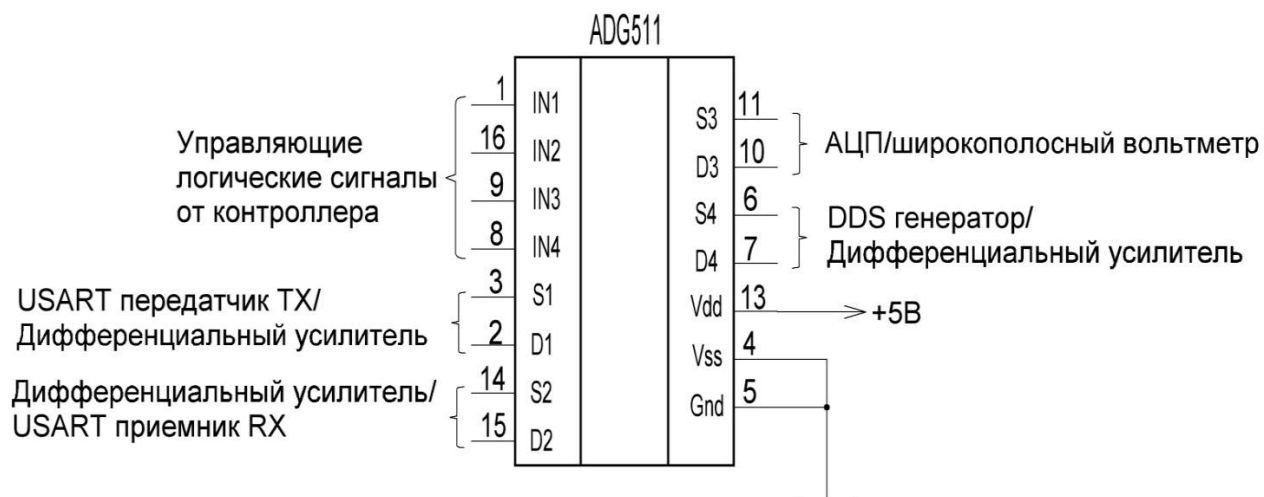 ADG511
Управляющие
логические сигналы
от контроллера
1 IN1
16 IN2
9 IN3
8 IN4
USART передатчик TX/
Дифференциальный усилитель
3 S1
2 D1
Дифференциальный усилитель/
USART приемник RX
14 S2
15 D2
S3 11
D3 10
АЦП/широкополосный вольтметр
S4 6
D4 7
DDS генератор/
Дифференциальный усилитель
Vdd 13 +5В
Vss 4
Gnd 5